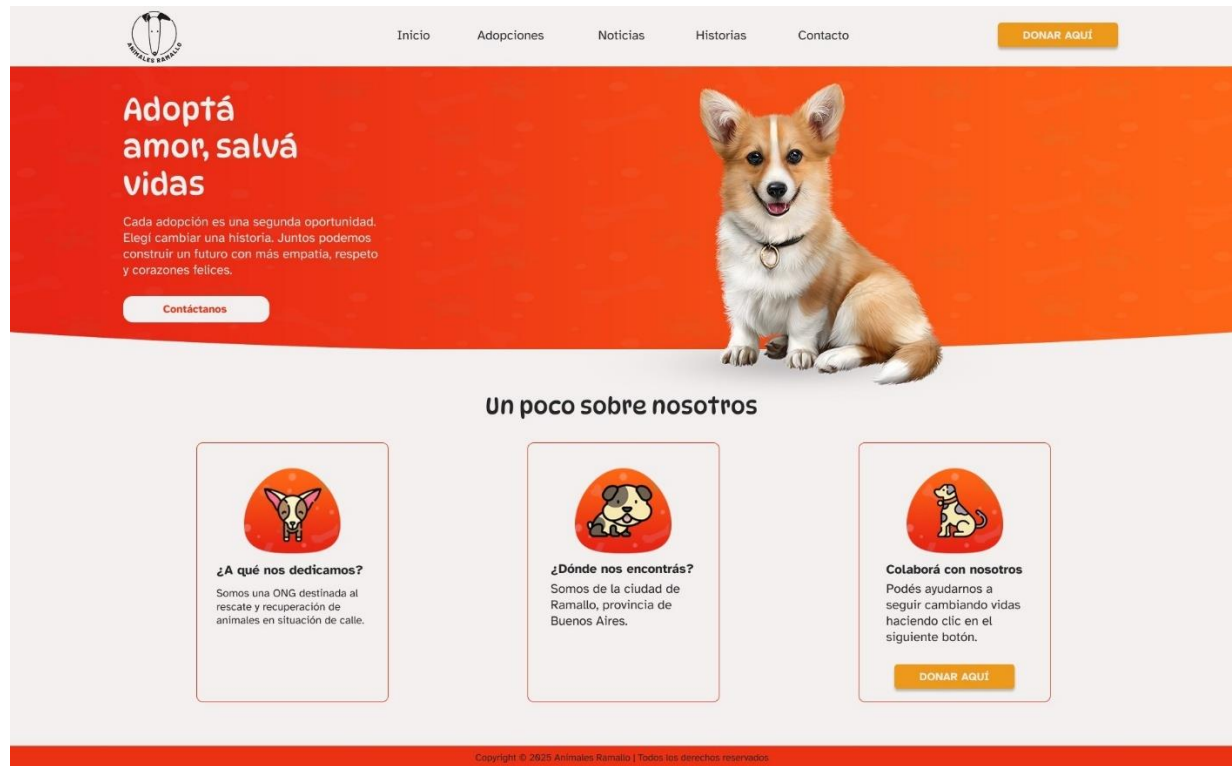 ANIMALES RAMALLO
Inicio Adopciones Noticias Historias Contacto
DONAR AQUÍ
Adoptá
amor, salvá
vidas
Cada adopción es una segunda oportunidad.
Elegí cambiar una historia. Juntos podemos
construir un futuro con más empatía, respeto
y corazones felices.
Contáctanos
Un poco sobre nosotros
¿A qué nos dedicamos?
Somos una ONG destinada al
rescate y recuperación de
animales en situación de calle.
¿Dónde nos encontrás?
Somos de la ciudad de
Ramallo, provincia de
Buenos Aires.
Colaborá con nosotros
Podés ayudarnos a
seguir cambiando vidas
haciendo clic en el
siguiente botón.
DONAR AQUÍ
Copyright © 2025 Animales Ramallo | Todos los derechos reservados